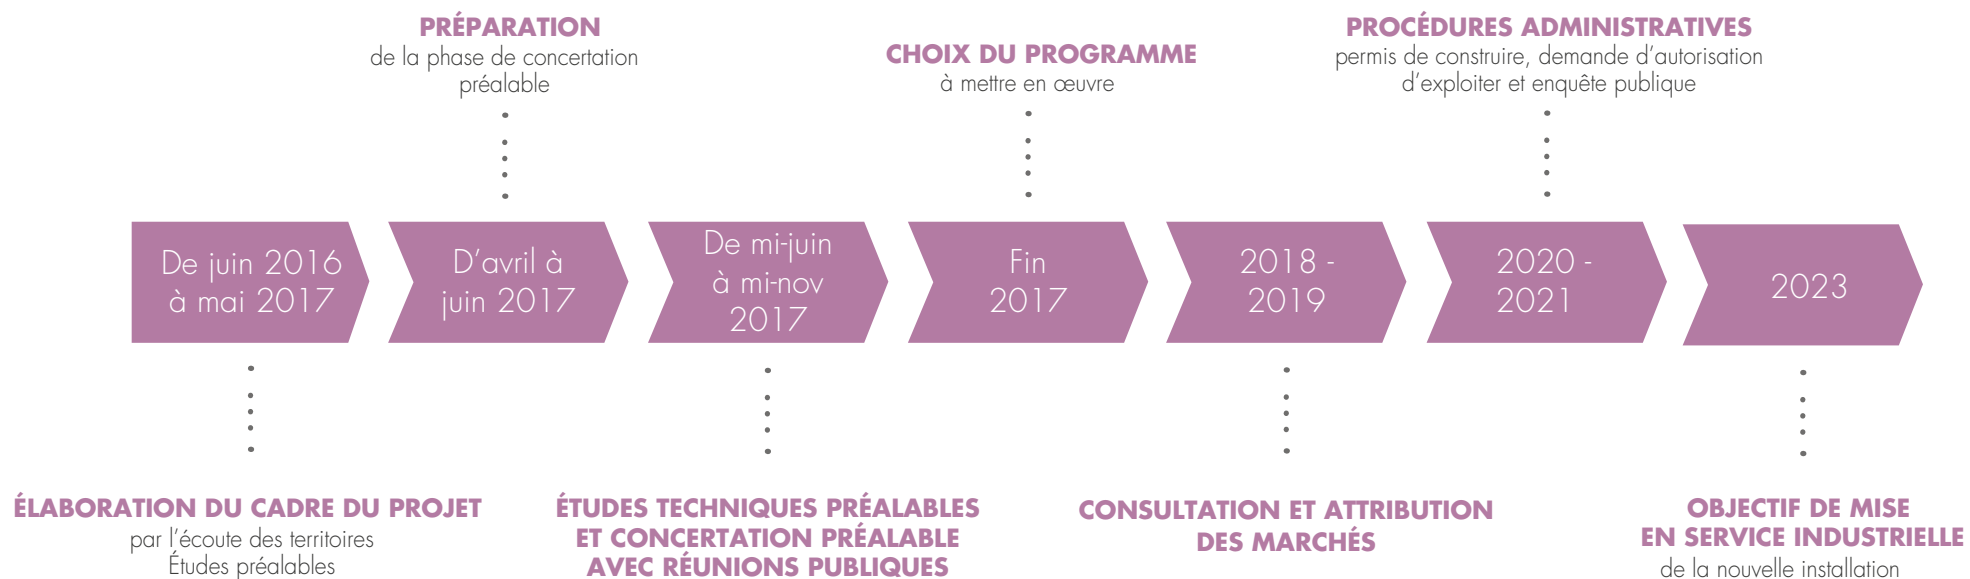 PRÉPARATION
de la phase de concertation
préalable
CHOIX DU PROGRAMME
à mettre en œuvre
PROCÉDURES ADMINISTRATIVES
permis de construire, demande d’autorisation
d’exploiter et enquête publique
De juin 2016
à mai 2017
D’avril à
juin 2017
De mi-juin
à mi-nov
2017
Fin
2017
2018 -
2019
2020 -
2021
2023
ÉLABORATION DU CADRE DU PROJET
par l’écoute des territoires
Études préalables
ÉTUDES TECHNIQUES PRÉALABLES
ET CONCERTATION PRÉALABLE
AVEC RÉUNIONS PUBLIQUES
CONSULTATION ET ATTRIBUTION
DES MARCHÉS
OBJECTIF DE MISE
EN SERVICE INDUSTRIELLE
de la nouvelle installation